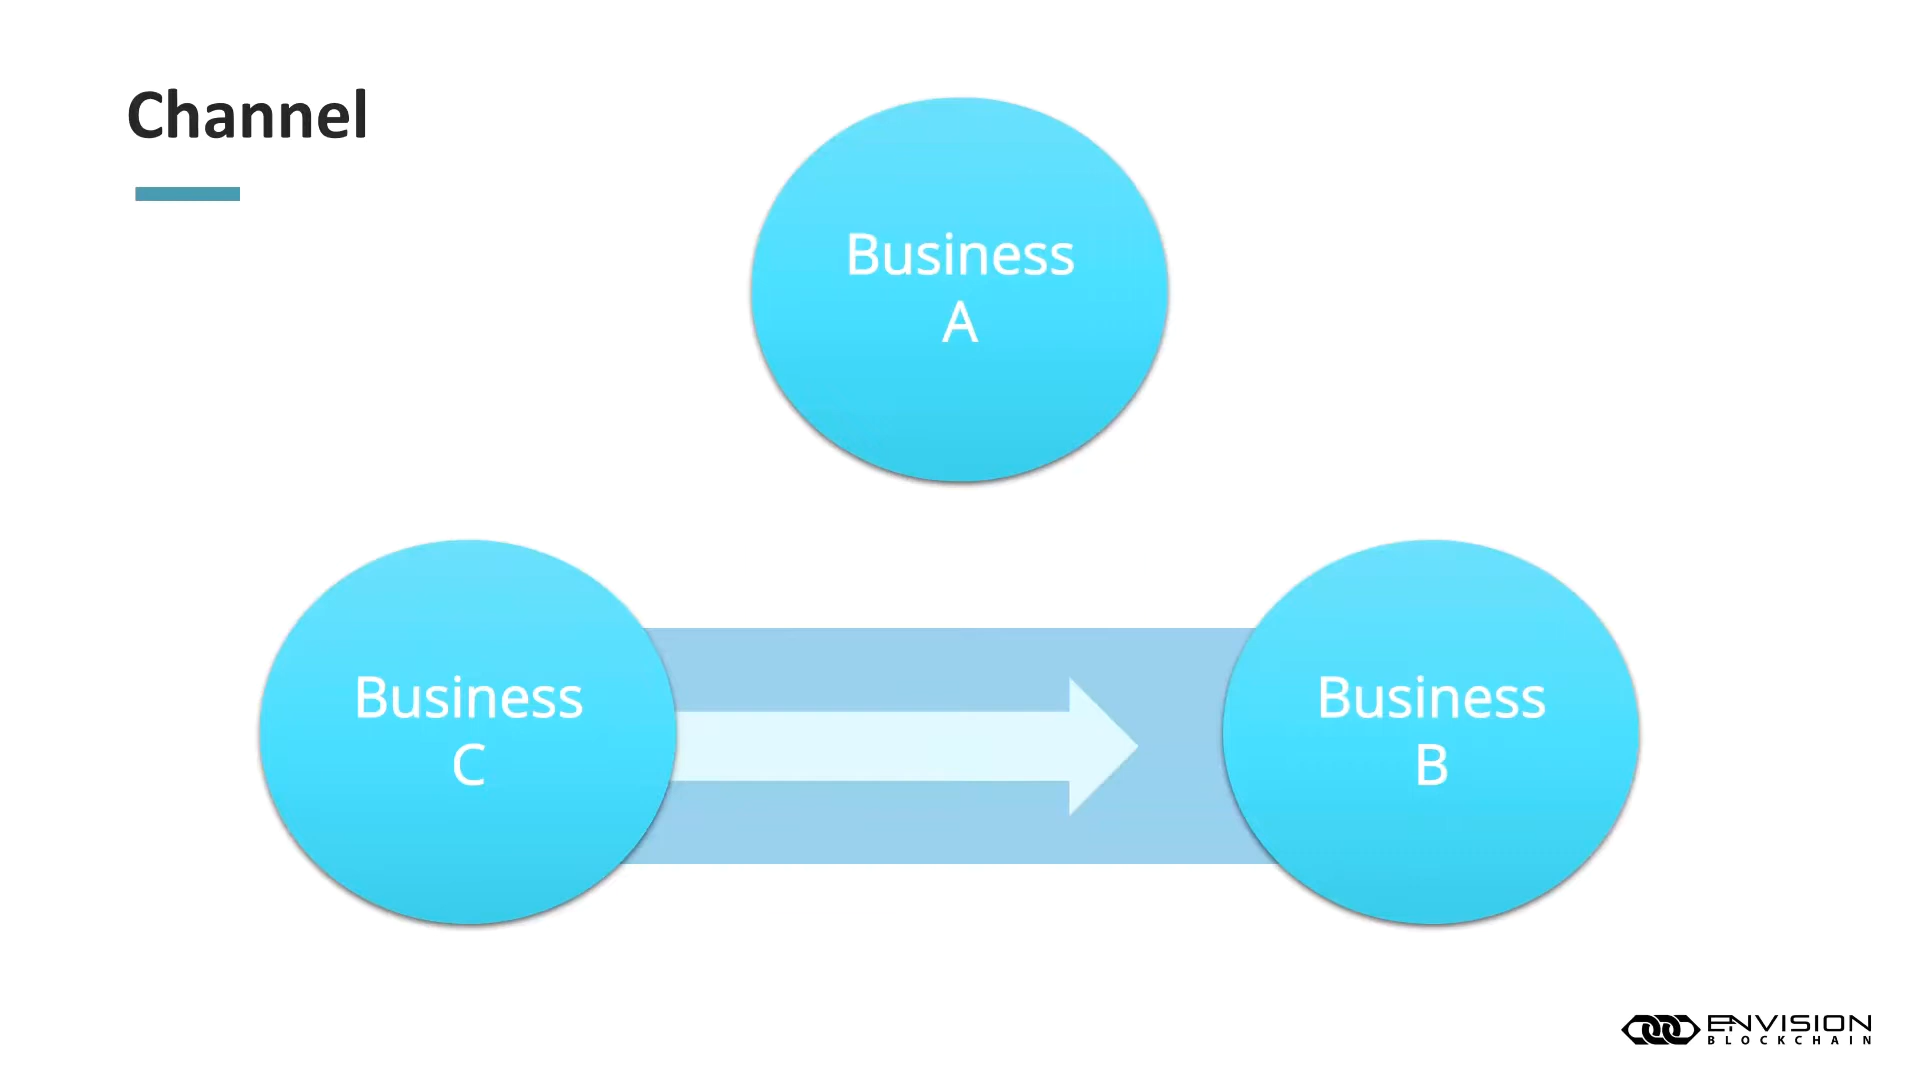 Channel
Business
A
Business
C
Business
B
ENVISION
BLOCKCHAIN